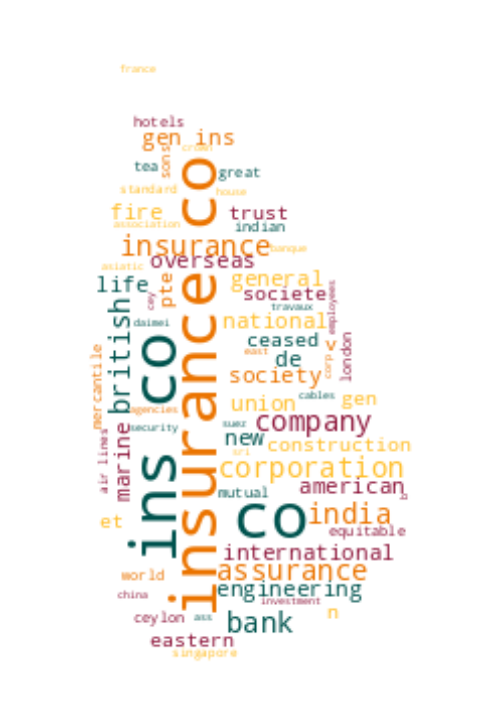 france
hotels
gen ins
crown
sons
tea
great
standard
house
fire
trust
association
indian
insurance
banque
overseas
asiatic
life
pte
general
cey
societe
employees
travaux
british
daimei
national
ceased
v
london
east
de
corp
mercantile
society
insurance co
ins co
cables
agencies
union
gen
company
security
suez
new
air lines
marine
construction
sri
corporation
mutual
american
b
co
india
et
equitable
international
world
assurance
engineering
china
investment
ceylon
ass
bank
n
eastern
singapore